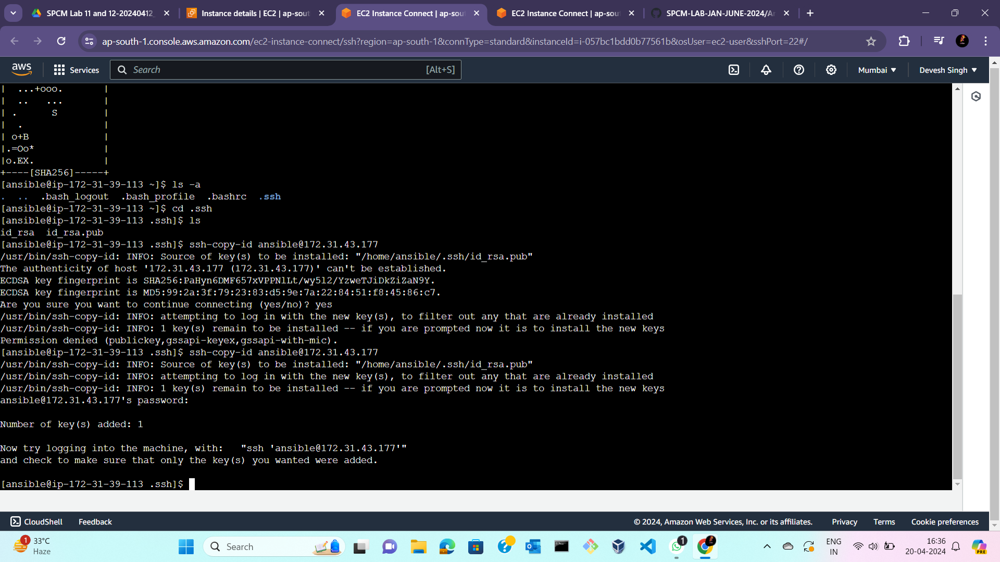 SPCM Lab 11 and 12-20240412_
Instance details | EC2 | ap-sout
EC2 Instance Connect | ap-sout
EC2 Instance Connect | ap-sout
SPCM-LAB-JAN-JUNE-2024/An
ap-south-1.console.aws.amazon.com/ec2-instance-connect/ssh?region=ap-south-1&connType=standard&instanceId=i-057bc1bdd0b77561b&osUser=ec2-user&sshPort=22#/
aws
Services
Search
[Alt+S]
Mumbai
Devesh Singh
|  ...+ooo.       |
|  ..   ...       |
| .      S        |
|  .              |
| o+B             |
|.=Oo*            |
|o.EX.            |
+----[SHA256]-----+
[ansible@ip-172-31-39-113 ~]$ ls -a
.  ..  .bash_logout  .bash_profile  .bashrc  .ssh
[ansible@ip-172-31-39-113 ~]$ cd .ssh
[ansible@ip-172-31-39-113 .ssh]$ ls
id_rsa  id_rsa.pub
[ansible@ip-172-31-39-113 .ssh]$ ssh-copy-id ansible@172.31.43.177
/usr/bin/ssh-copy-id: INFO: Source of key(s) to be installed: "/home/ansible/.ssh/id_rsa.pub"
The authenticity of host '172.31.43.177 (172.31.43.177)' can't be established.
ECDSA key fingerprint is SHA256:PaHyn6DMF657xVPPNlLt/wy5l2/YzweTJiDkZiZaN9Y.
ECDSA key fingerprint is MD5:99:2a:3f:79:23:83:d5:9e:7a:22:84:51:f8:45:86:c7.
Are you sure you want to continue connecting (yes/no)? yes
/usr/bin/ssh-copy-id: INFO: attempting to log in with the new key(s), to filter out any that are already installed
/usr/bin/ssh-copy-id: INFO: 1 key(s) remain to be installed -- if you are prompted now it is to install the new keys
Permission denied (publickey,gssapi-keyex,gssapi-with-mic).
[ansible@ip-172-31-39-113 .ssh]$ ssh-copy-id ansible@172.31.43.177
/usr/bin/ssh-copy-id: INFO: Source of key(s) to be installed: "/home/ansible/.ssh/id_rsa.pub"
/usr/bin/ssh-copy-id: INFO: attempting to log in with the new key(s), to filter out any that are already installed
/usr/bin/ssh-copy-id: INFO: 1 key(s) remain to be installed -- if you are prompted now it is to install the new keys
ansible@172.31.43.177's password:
Number of key(s) added: 1
Now try logging into the machine, with:   "ssh 'ansible@172.31.43.177'"
and check to make sure that only the key(s) you wanted were added.
[ansible@ip-172-31-39-113 .ssh]$
CloudShell
Feedback
© 2024, Amazon Web Services, Inc. or its affiliates.
Privacy
Terms
Cookie preferences
1
33°C
Haze
Search
1
ENG
IN
16:36
20-04-2024
PRE